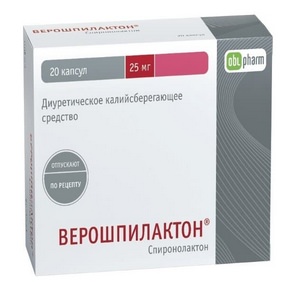 20 капсул
25 мг
obl pharm
Диуретическое калийсберегающее
средство
ОТПУСКАЮТ
ПО РЕЦЕПТУ
ВЕРОШПИЛАКТОН®
Спиронолактон